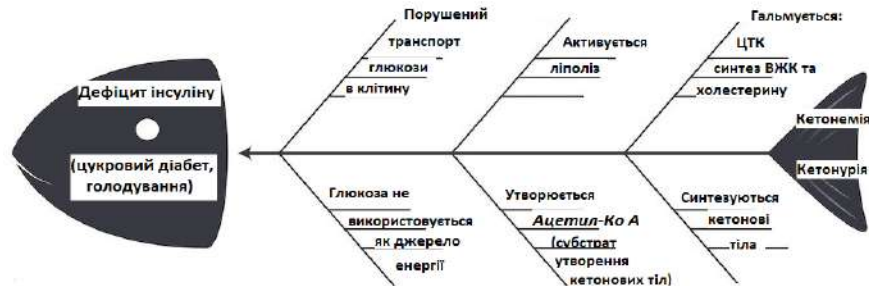 Дефіцит інсуліну
(цукровий діабет,
голодування)
Порушений
транспорт
глюкози
в клітину
Активується
ліполіз
Гальмується:
ЦТК
синтез ВЖК та
холестерину
Кетонемія
Кетонурія
Глюкоза не
використовується
як джерело
енергії
Утворюється
Ацетил-Ко А
(субстрат
утворення
кетонових тіл)
Синтезуються
кетонові
тіла